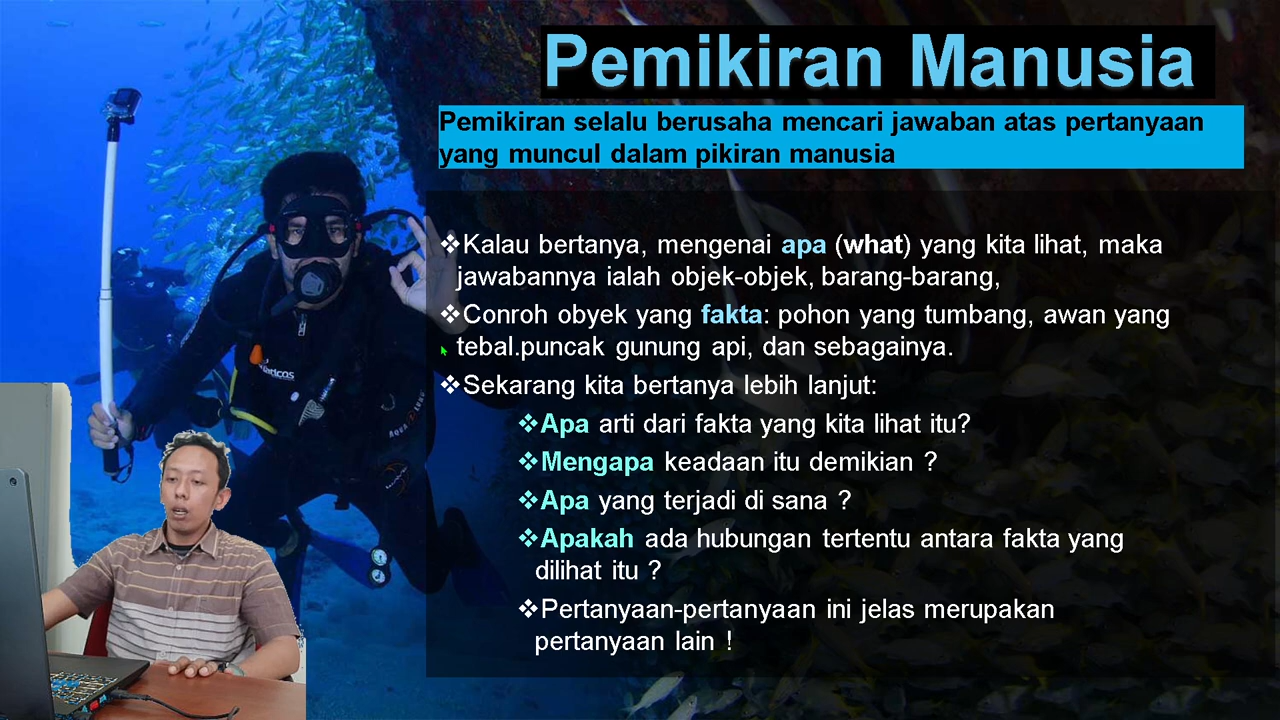 Pemikiran Manusia
Pemikiran selalu berusaha mencari jawaban atas pertanyaan
yang muncul dalam pikiran manusia
❖Kalau bertanya, mengenai apa (what) yang kita lihat, maka
jawabannya ialah objek-objek, barang-barang,
❖Conroh obyek yang fakta: pohon yang tumbang, awan yang
tebal.puncak gunung api, dan sebagainya.
❖Sekarang kita bertanya lebih lanjut:
❖Apa arti dari fakta yang kita lihat itu?
❖Mengapa keadaan itu demikian ?
❖Apa yang terjadi di sana ?
❖Apakah ada hubungan tertentu antara fakta yang
dilihat itu ?
❖Pertanyaan-pertanyaan ini jelas merupakan
pertanyaan lain !